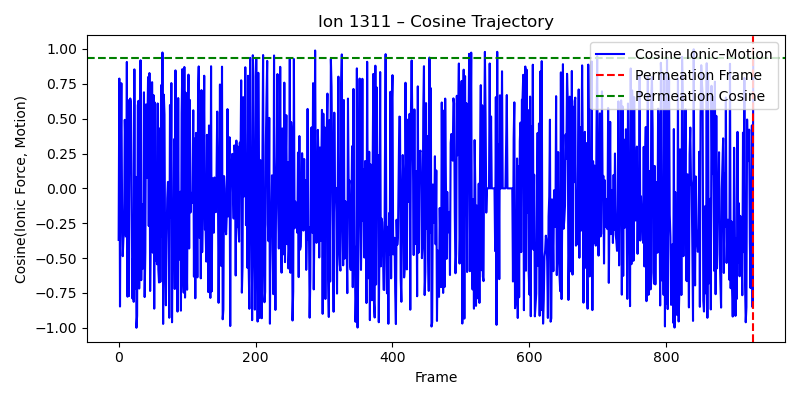 Ion 1311 – Cosine Trajectory
Cosine(Ionic Force, Motion)
1.00
0.75
0.50
0.25
0.00
−0.25
−0.50
−0.75
−1.00
Cosine Ionic–Motion
Permeation Frame
Permeation Cosine
0
200
400
600
800
Frame